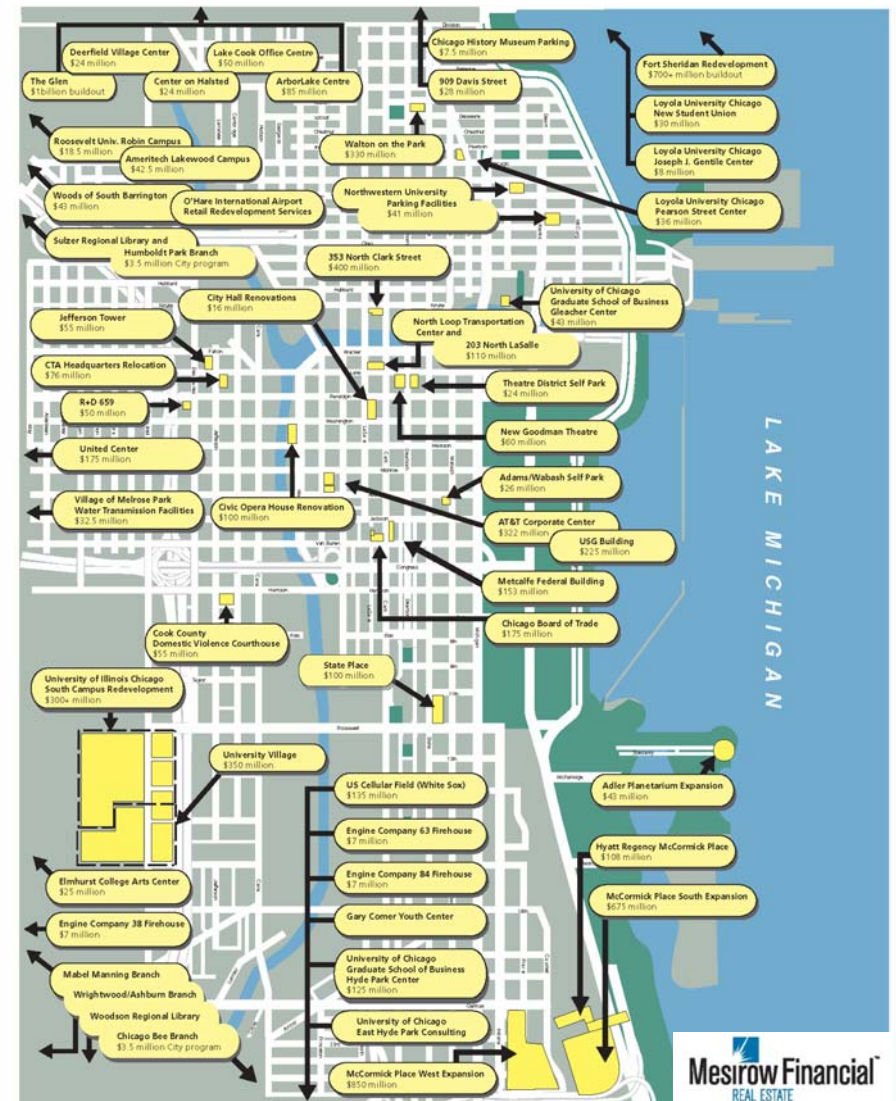 Deerfield Village Center
$24 million
Lake Cook Office Centre
$50 million
The Glen
$1billion buildout
Center on Halsted
$24 million
ArborLake Centre
$85 million
Chicago History Museum Parking
$7.5 million
909 Davis Street
$28 million
Fort Sheridan Redevelopment
$700+ million buildout
Loyola University Chicago
New Student Union
$30 million
Loyola University Chicago
Joseph J. Gentile Center
$8 million
Loyola University Chicago
Pearson Street Center
$36 million
Roosevelt Univ. Robin Campus
$18.5 million
Ameritech Lakewood Campus
$42.5 million
Walton on the Park
$330 million
Woods of South Barrington
$43 million
O'Hare International Airport
Retail Redevelopment Services
Northwestern University
Parking Facilities
$41 million
Sulzer Regional Library and
Humboldt Park Branch
$3.5 million City program
353 North Clark Street
$400 million
City Hall Renovations
$16 million
University of Chicago
Graduate School of Business
Gleacher Center
$43 million
Jefferson Tower
$55 million
North Loop Transportation
Center and
203 North LaSalle
$110 million
CTA Headquarters Relocation
$76 million
Theatre District Self Park
$24 million
R+D 659
$50 million
New Goodman Theatre
$60 million
United Center
$175 million
Adams/Wabash Self Park
$26 million
Village of Melrose Park
Water Transmission Facilities
$32.5 million
Civic Opera House Renovation
$100 million
AT&T Corporate Center
$322 million
USG Building
$225 million
Metcalfe Federal Building
$153 million
Chicago Board of Trade
$175 million
Cook County
Domestic Violence Courthouse
$55 million
State Place
$100 million
University of Illinois Chicago
South Campus Redevelopment
$300+ million
University Village
$350 million
LAKE MICHIGAN
Adler Planetarium Expansion
$43 million
US Cellular Field (White Sox)
$135 million
Engine Company 63 Firehouse
$7 million
Hyatt Regency McCormick Place
$108 million
Engine Company 84 Firehouse
$7 million
Elmhurst College Arts Center
$25 million
McCormick Place South Expansion
$675 million
Gary Comer Youth Center
Engine Company 38 Firehouse
$7 million
University of Chicago
Graduate School of Business
Hyde Park Center
$125 million
Mabel Manning Branch
Wrightwood/Ashburn Branch
Woodson Regional Library
Chicago Bee Branch
$3.5 million City program
University of Chicago
East Hyde Park Consulting
McCormick Place West Expansion
$850 million
Roosevelt
Congress
Harrison
Van Buren
Washington
Mesirow Financial™
REAL ESTATE